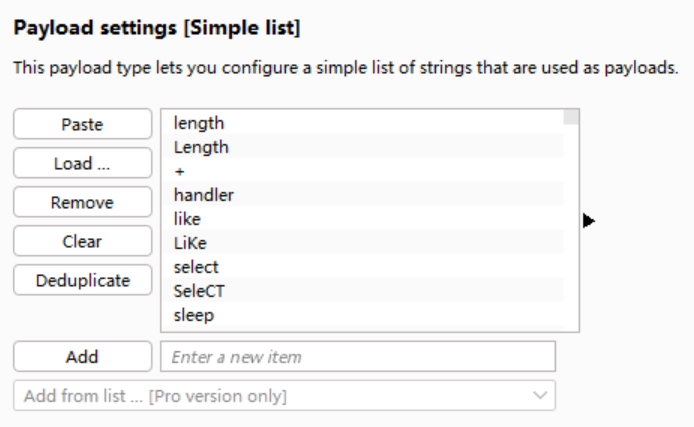 Payload settings [Simple list]
This payload type lets you configure a simple list of strings that are used as payloads.
Paste
Load ...
Remove
Clear
Deduplicate
length
Length
+
handler
like
LiKe
select
SeleCT
sleep
Add
Enter a new item
Add from list ... [Pro version only]